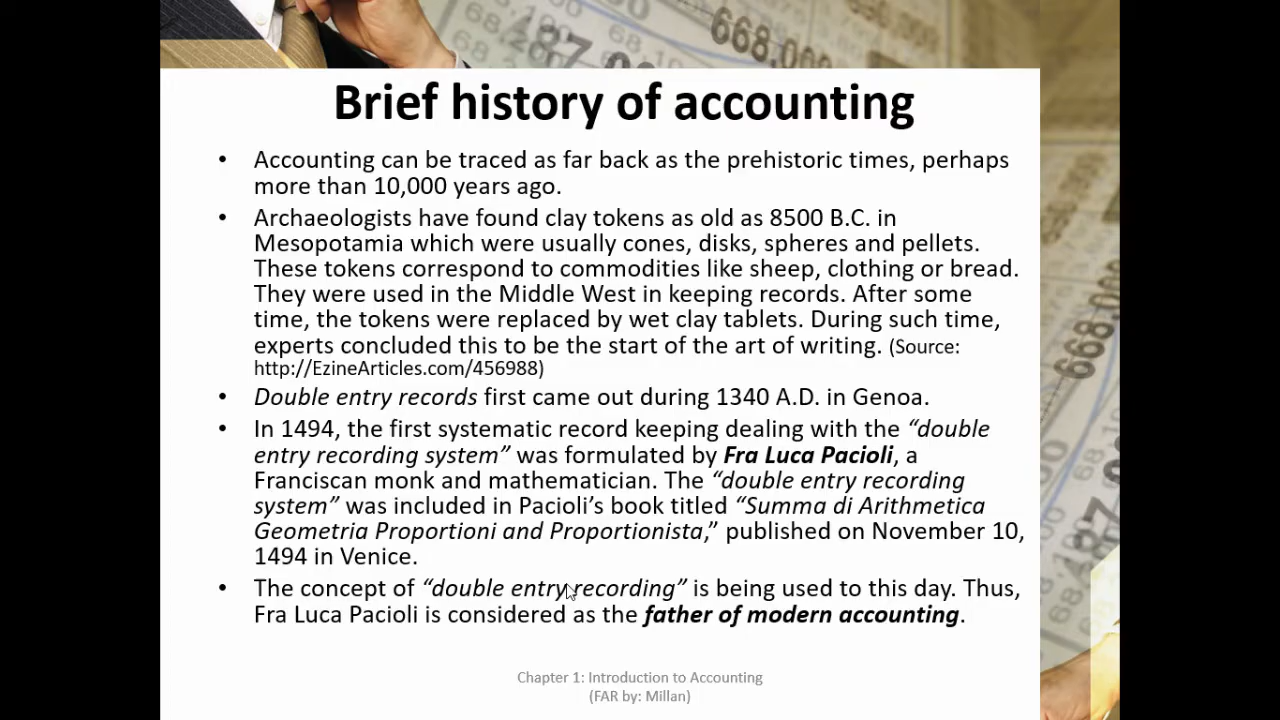 668,069
487,06
68,06
Brief history of accounting
• Accounting can be traced as far back as the prehistoric times, perhaps
more than 10,000 years ago.
• Archaeologists have found clay tokens as old as 8500 B.C. in
Mesopotamia which were usually cones, disks, spheres and pellets.
These tokens correspond to commodities like sheep, clothing or bread.
They were used in the Middle West in keeping records. After some
time, the tokens were replaced by wet clay tablets. During such time,
experts concluded this to be the start of the art of writing. (Source:
http://EzineArticles.com/456988)
• Double entry records first came out during 1340 A.D. in Genoa.
• In 1494, the first systematic record keeping dealing with the “double
entry recording system” was formulated by Fra Luca Pacioli, a
Franciscan monk and mathematician. The “double entry recording
system” was included in Pacioli’s book titled “Summa di Arithmetica
Geometria Proportioni and Proportionista,” published on November 10,
1494 in Venice.
• The concept of “double entry recording” is being used to this day. Thus,
Fra Luca Pacioli is considered as the father of modern accounting.
Chapter 1: Introduction to Accounting
(FAR by: Millan)